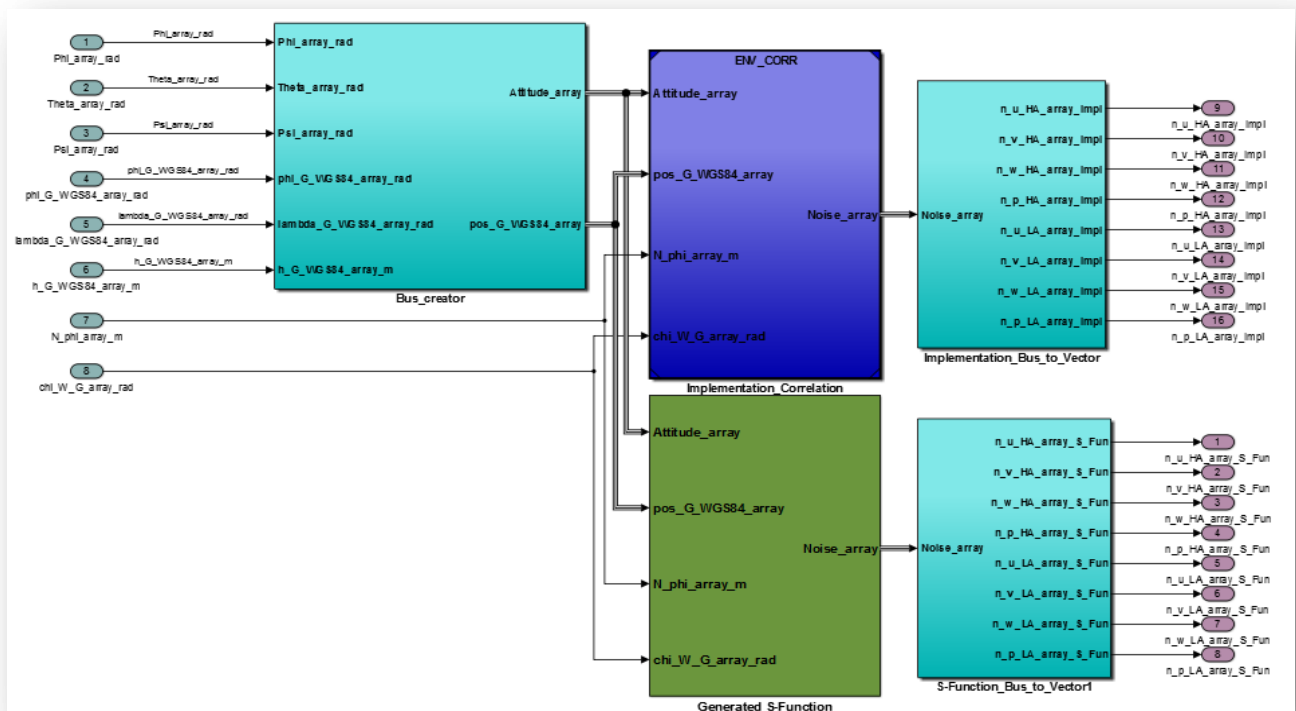 1
Phi_array_rad
Phi_array_rad
2
Theta_array_rad
Theta_array_rad
3
Psi_array_rad
Psi_array_rad
4
phi_G_WGS84_array_rad
phi_G_WGS84_array_rad
5
lambda_G_WGS84_array_rad
lambda_G_WGS84_array_rad
6
h_G_WGS84_array_m
h_G_WGS84_array_m
7
N_phi_array_m
8
chi_W_G_array_rad
Phi_array_rad
Theta_array_rad
Attitude_array
Psi_array_rad
phi_G_WGS84_array_rad
lambda_G_WGS84_array_rad
pos_G_WGS84_array
h_G_WGS84_array_m
Bus_creator
ENV_CORR
Attitude_array
pos_G_WGS84_array
Noise_array
N_phi_array_m
chi_W_G_array_rad
Implementation_Correlation
Noise_array
n_u_HA_array_Impl
n_v_HA_array_Impl
n_w_HA_array_Impl
n_p_HA_array_Impl
n_u_LA_array_Impl
n_v_LA_array_Impl
n_w_LA_array_Impl
n_p_LA_array_Impl
Implementation_Bus_to_Vector
9
n_u_HA_array_Impl
10
n_v_HA_array_Impl
11
n_w_HA_array_Impl
12
n_p_HA_array_Impl
13
n_u_LA_array_Impl
14
n_v_LA_array_Impl
15
n_w_LA_array_Impl
16
n_p_LA_array_Impl
Attitude_array
pos_G_WGS84_array
Noise_array
N_phi_array_m
chi_W_G_array_rad
Generated S-Function
Noise_array
n_u_HA_array_S_Fun
n_v_HA_array_S_Fun
n_w_HA_array_S_Fun
n_p_HA_array_S_Fun
n_u_LA_array_S_Fun
n_v_LA_array_S_Fun
n_w_LA_array_S_Fun
n_p_LA_array_S_Fun
S-Function_Bus_to_Vector1
1
n_u_HA_array_S_Fun
2
n_v_HA_array_S_Fun
3
n_w_HA_array_S_Fun
4
n_p_HA_array_S_Fun
5
n_u_LA_array_S_Fun
6
n_v_LA_array_S_Fun
7
n_w_LA_array_S_Fun
8
n_p_LA_array_S_Fun